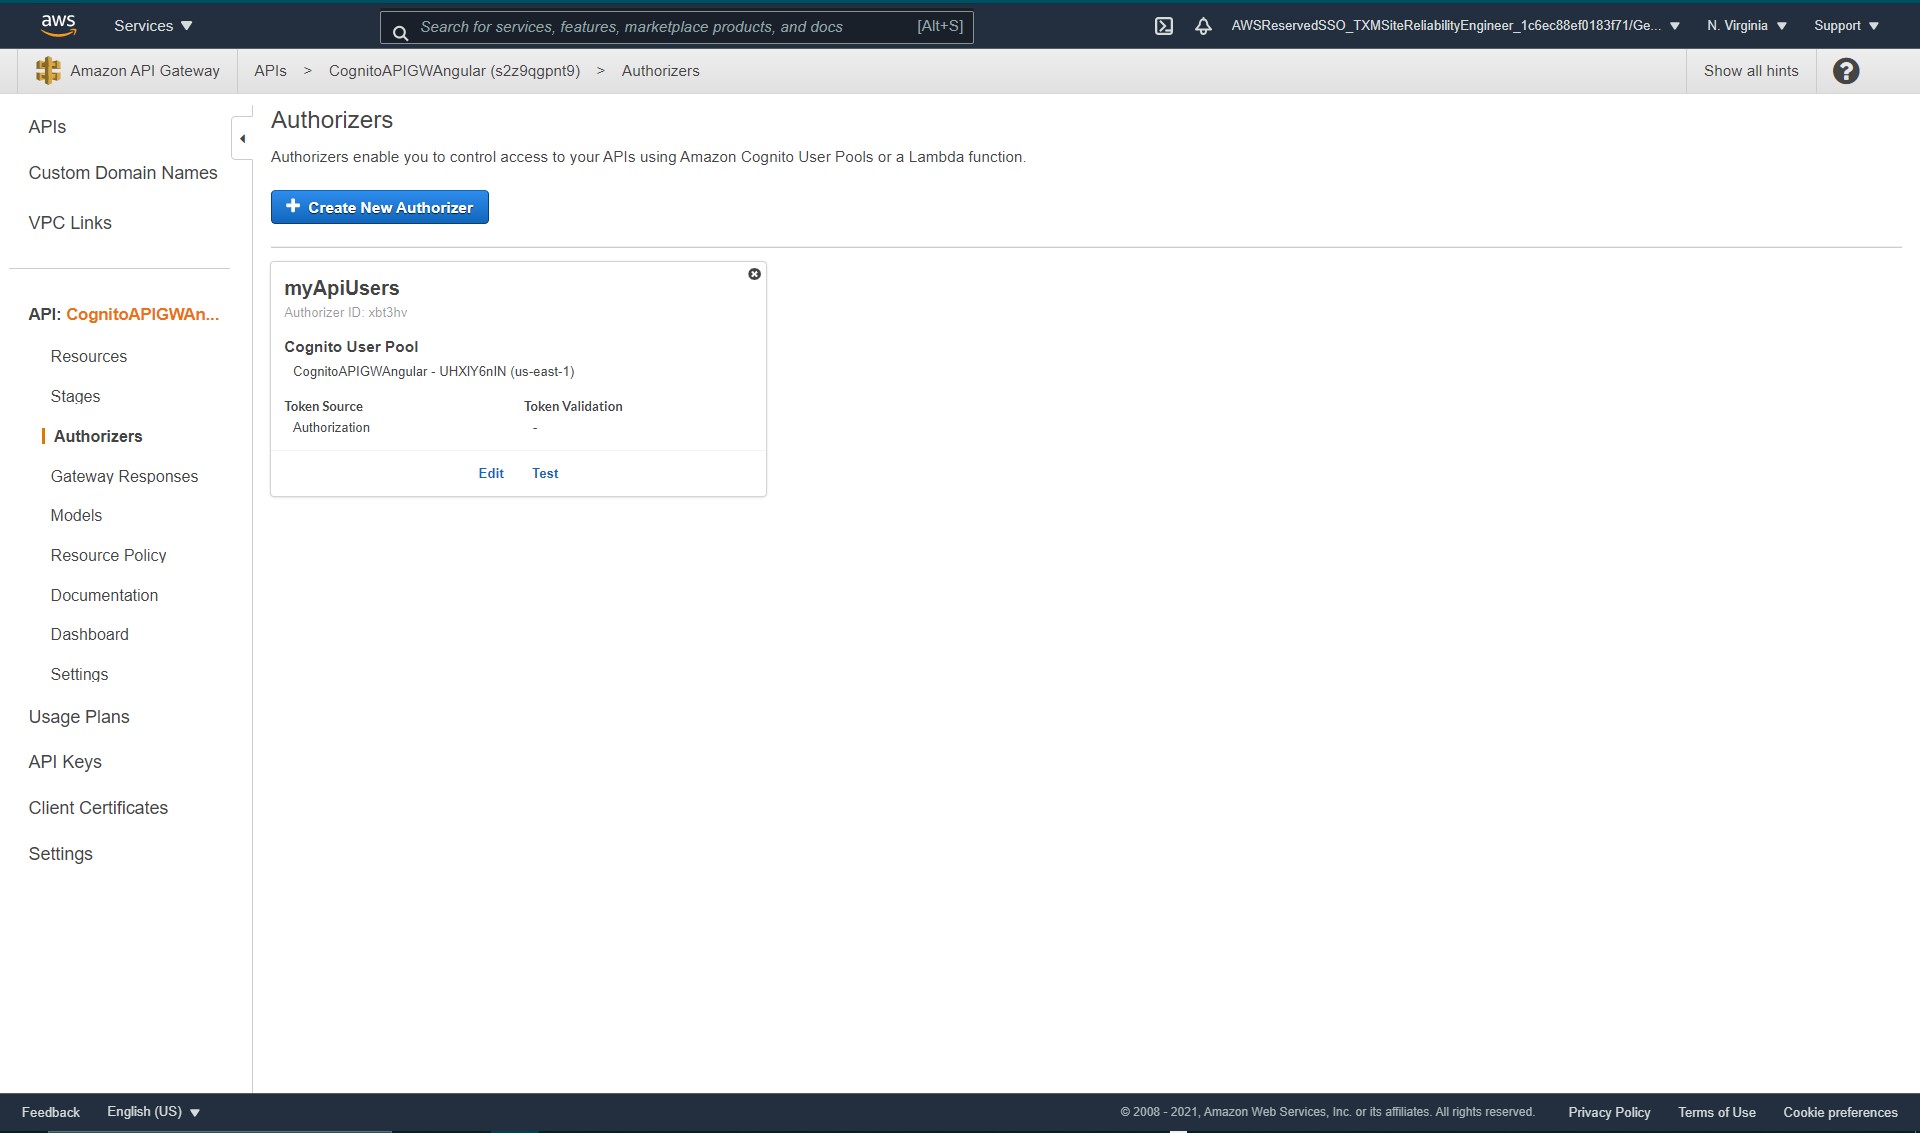 aws Services Search for services, features, marketplace products, and docs [Alt+S] AWSReservedSSO_TXMSiteReliabilityEngineer_1c6ec88ef0183f71/Ge... N. Virginia Support
Amazon API Gateway APIs > CognitoAPIGWAngular (s2z9qgpnt9) > Authorizers Show all hints ?
APIs
Custom Domain Names
VPC Links
API: CognitoAPIGWAn...
Resources
Stages
Authorizers
Gateway Responses
Models
Resource Policy
Documentation
Dashboard
Settings
Usage Plans
API Keys
Client Certificates
Settings
Authorizers
Authorizers enable you to control access to your APIs using Amazon Cognito User Pools or a Lambda function.
+ Create New Authorizer
myApiUsers
Authorizer ID: xbt3hv
Cognito User Pool
CognitoAPIGWAngular - UHXlY6nlN (us-east-1)
Token Source Token Validation
Authorization -
Edit Test
Feedback English (US) © 2008 - 2021, Amazon Web Services, Inc. or its affiliates. All rights reserved. Privacy Policy Terms of Use Cookie preferences